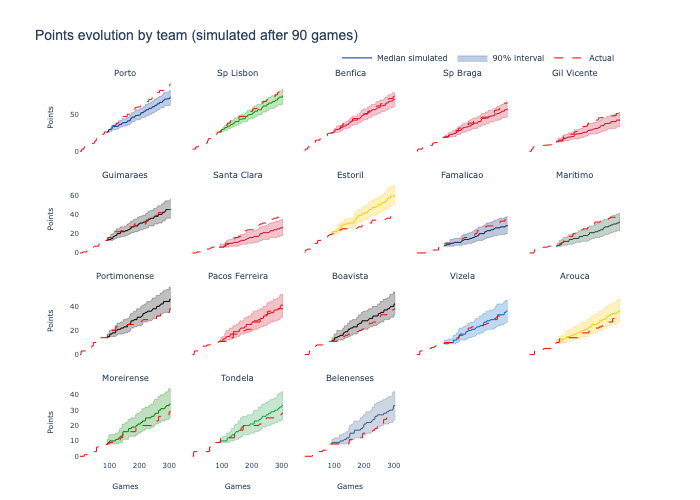 Points evolution by team (simulated after 90 games)
Median simulated 90% interval Actual
Porto Sp Lisbon Benfica Sp Braga Gil Vicente
Points
50
0
Guimaraes Santa Clara Estoril Famalicao Maritimo
Points
60
40
20
0
Portimonense Pacos Ferreira Boavista Vizela Arouca
Points
40
20
0
Moreirense Tondela Belenenses
Points
40
30
20
10
0
100 200 300 100 200 300 100 200 300
Games Games Games